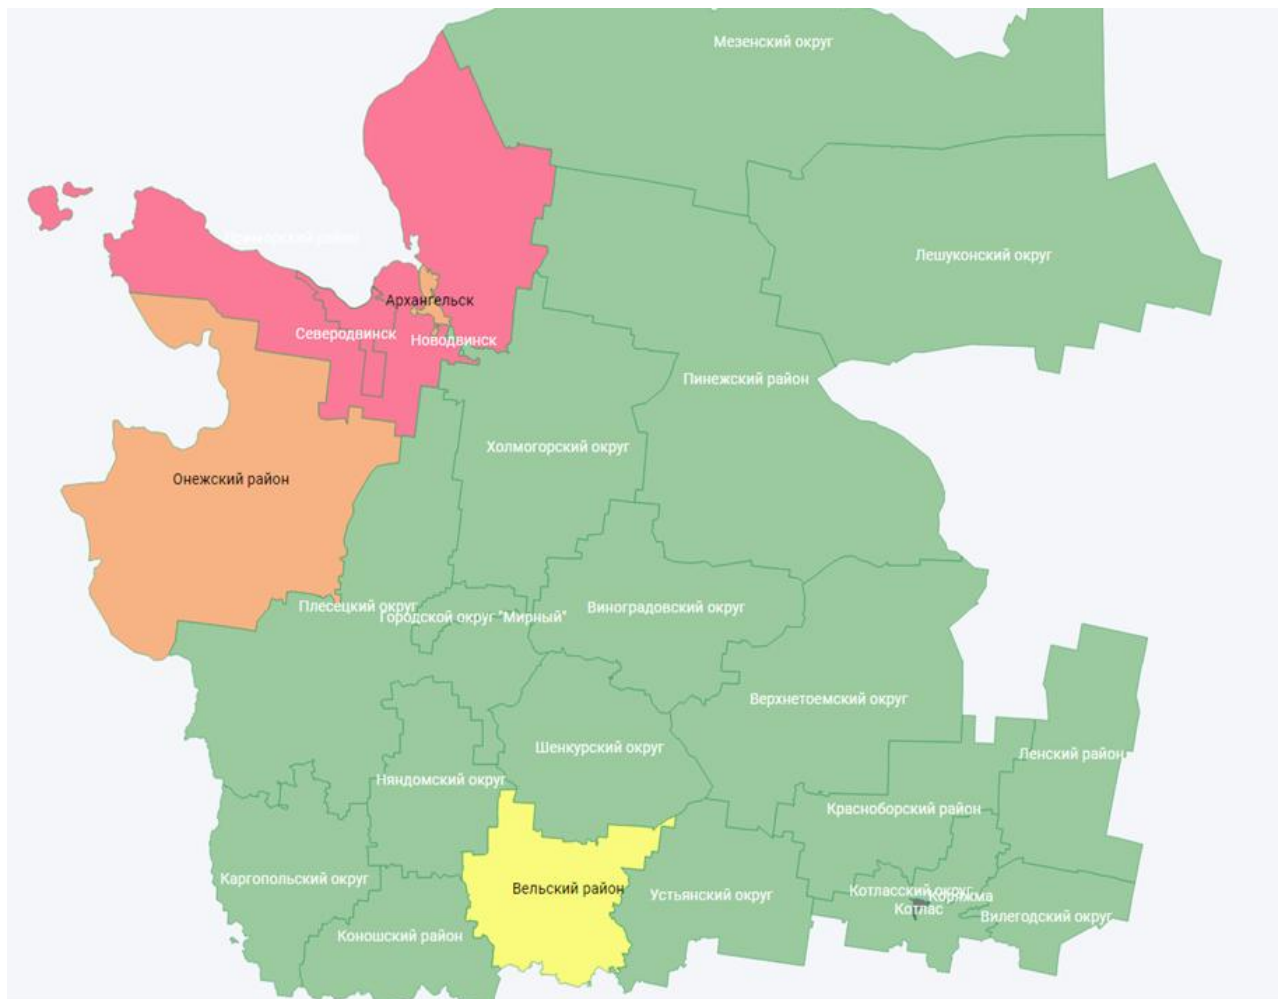 Мезенский округ
Лешуконский округ
Архангельск
Северодвинск
Новодвинск
Пинежский район
Холмогорский округ
Онежский район
Плесецкий округ
Городской округ "Мирный"
Виноградовский округ
Верхнетоемский округ
Шенкурский округ
Ленский район
Няндомский округ
Красноборский район
Каргопольский округ
Вельский район
Устьянский округ
Котласский округ
Коряжма
Котлас
Вилегодский округ
Коношский район